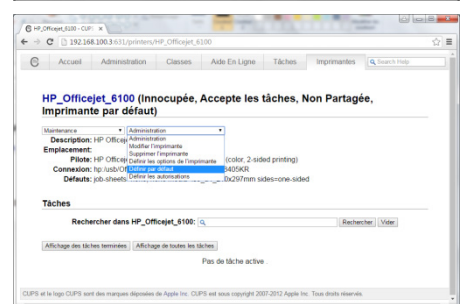 HP_Officejet_6100 - CUPS
192.168.100.3:631/printers/HP_Officejet_6100
Accueil Administration Classes Aide En Ligne Tâches Imprimantes Search Help
HP_Officejet_6100 (Innocupée, Accepte les tâches, Non Partagée,
Imprimante par défaut)
Maintenance Administration
Administration
Modifier l'imprimante
Supprimer l'imprimante
Définir les options de l'imprimante
Définir par défaut
Définir les autorisations
Description: HP Officej
Emplacement:
Pilote: HP Officej (color, 2-sided printing)
Connexion: hp:/usb/Of 8405KR
Défauts: job-sheets 0x297mm sides=one-sided
Tâches
Rechercher dans HP_Officejet_6100: Rechercher Vider
Affichage des tâches terminées Affichage de toutes les tâches
Pas de tâche active .
CUPS et le logo CUPS sont des marques déposées de Apple Inc. CUPS est sous copyright 2007-2012 Apple Inc. Tous droits réservés.